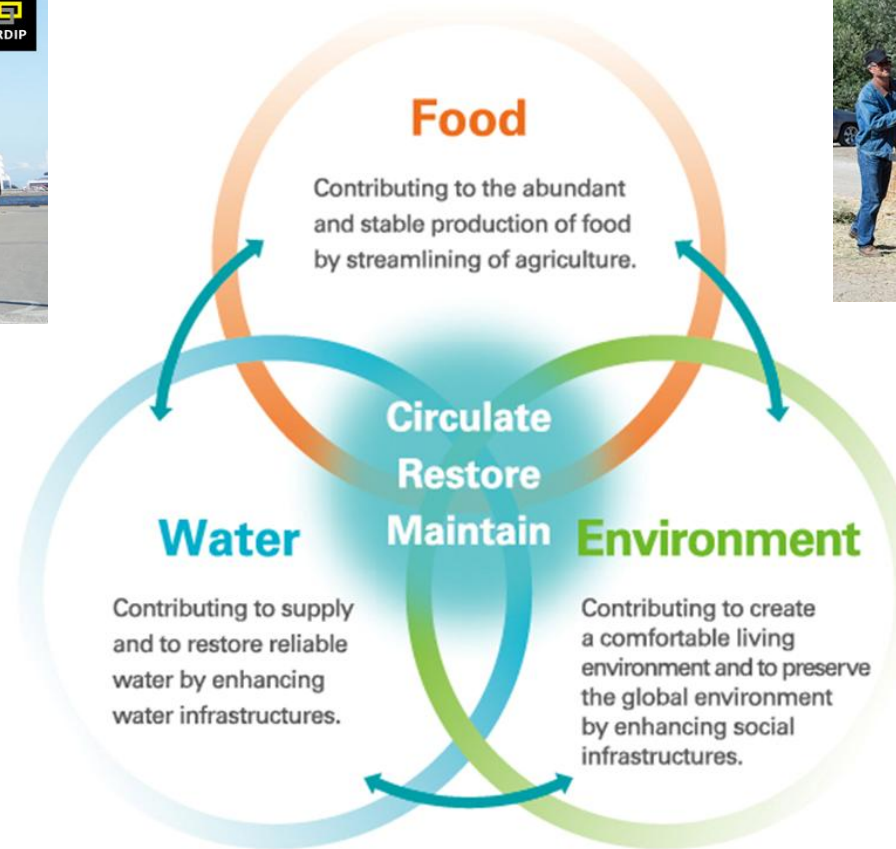 RDIP
Food
Contributing to the abundant
and stable production of food
by streamlining of agriculture.
Circulate
Restore
Maintain
Water
Contributing to supply
and to restore reliable
water by enhancing
water infrastructures.
Environment
Contributing to create
a comfortable living
environment and to preserve
the global environment
by enhancing social
infrastructures.